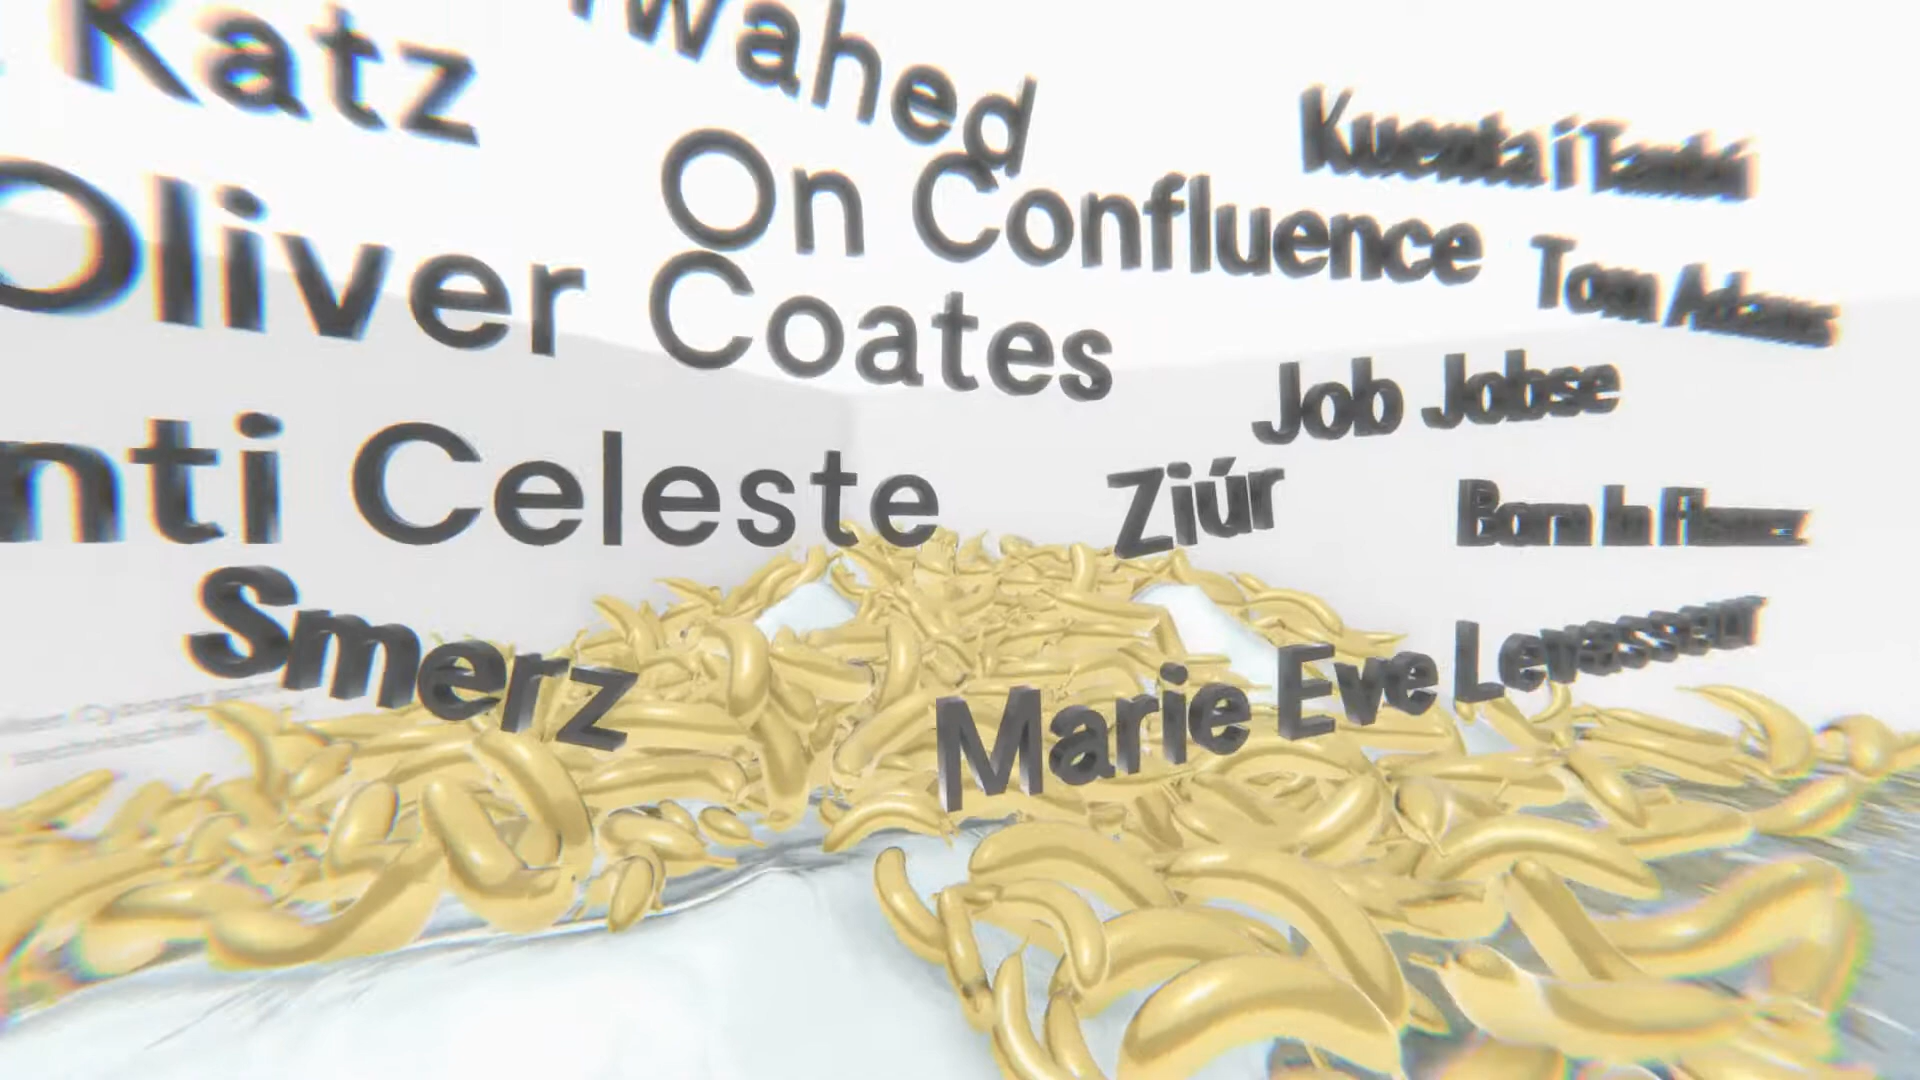 Katz
wahed
Kuenta i Tambú
On Confluence
Oliver Coates
Tom Adams
Job Jobse
nti Celeste
Ziúr
Born In Flamez
Smerz
Marie Eve Levasseur